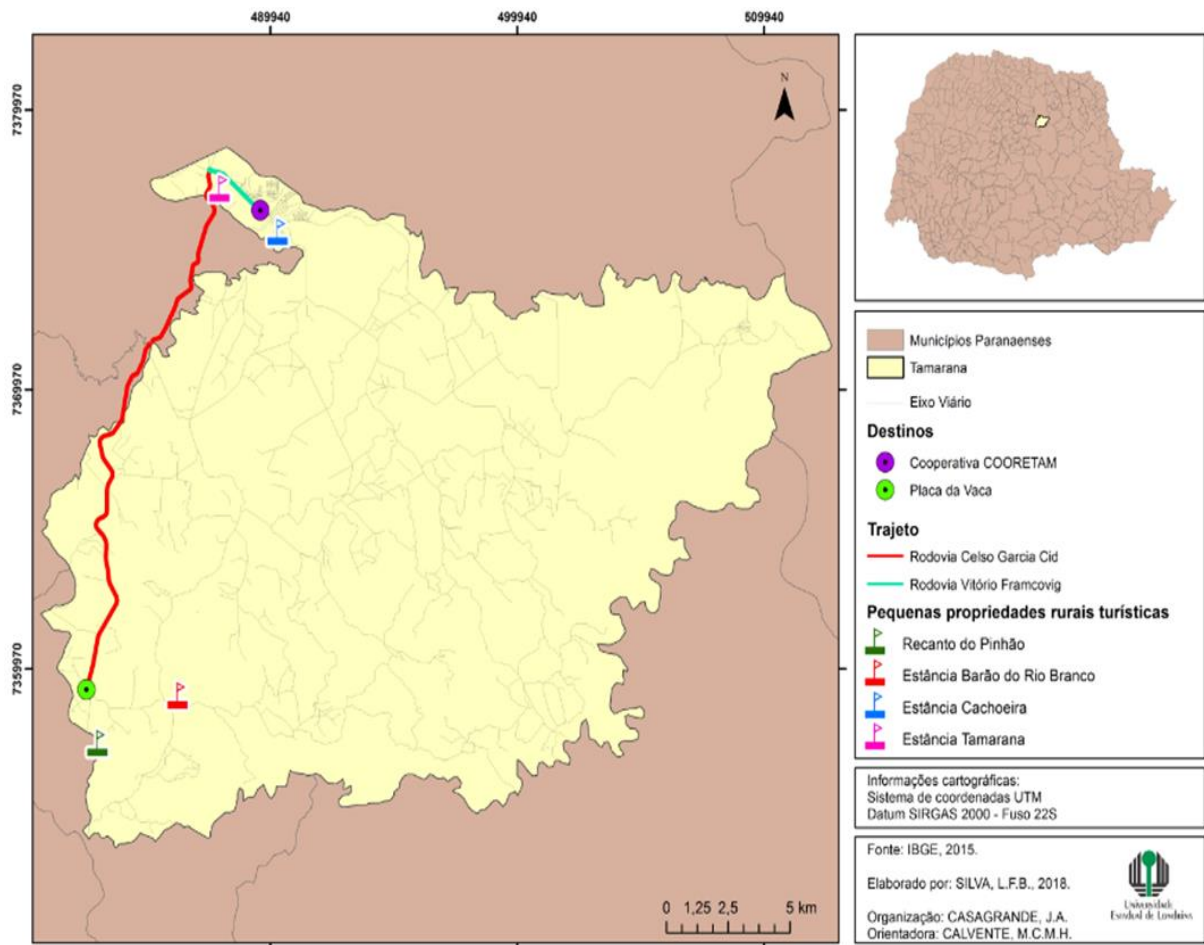 489940
499940
509940
7379970
7369970
7359970
N
0 1,25 2,5 5 km
Municípios Paranaenses
Tamarana
Eixo Viário
Destinos
Cooperativa COORETAM
Placa da Vaca
Trajeto
Rodovia Celso Garcia Cid
Rodovia Vitório Framcovig
Pequenas propriedades rurais turísticas
Recanto do Pinhão
Estância Barão do Rio Branco
Estância Cachoeira
Estância Tamarana
Informações cartográficas:
Sistema de coordenadas UTM
Datum SIRGAS 2000 - Fuso 22S
Fonte: IBGE, 2015.
Elaborado por: SILVA, L.F.B., 2018.
Organização: CASAGRANDE, J.A.
Orientadora: CALVENTE, M.C.M.H.
Universidade
Estadual de Londrina